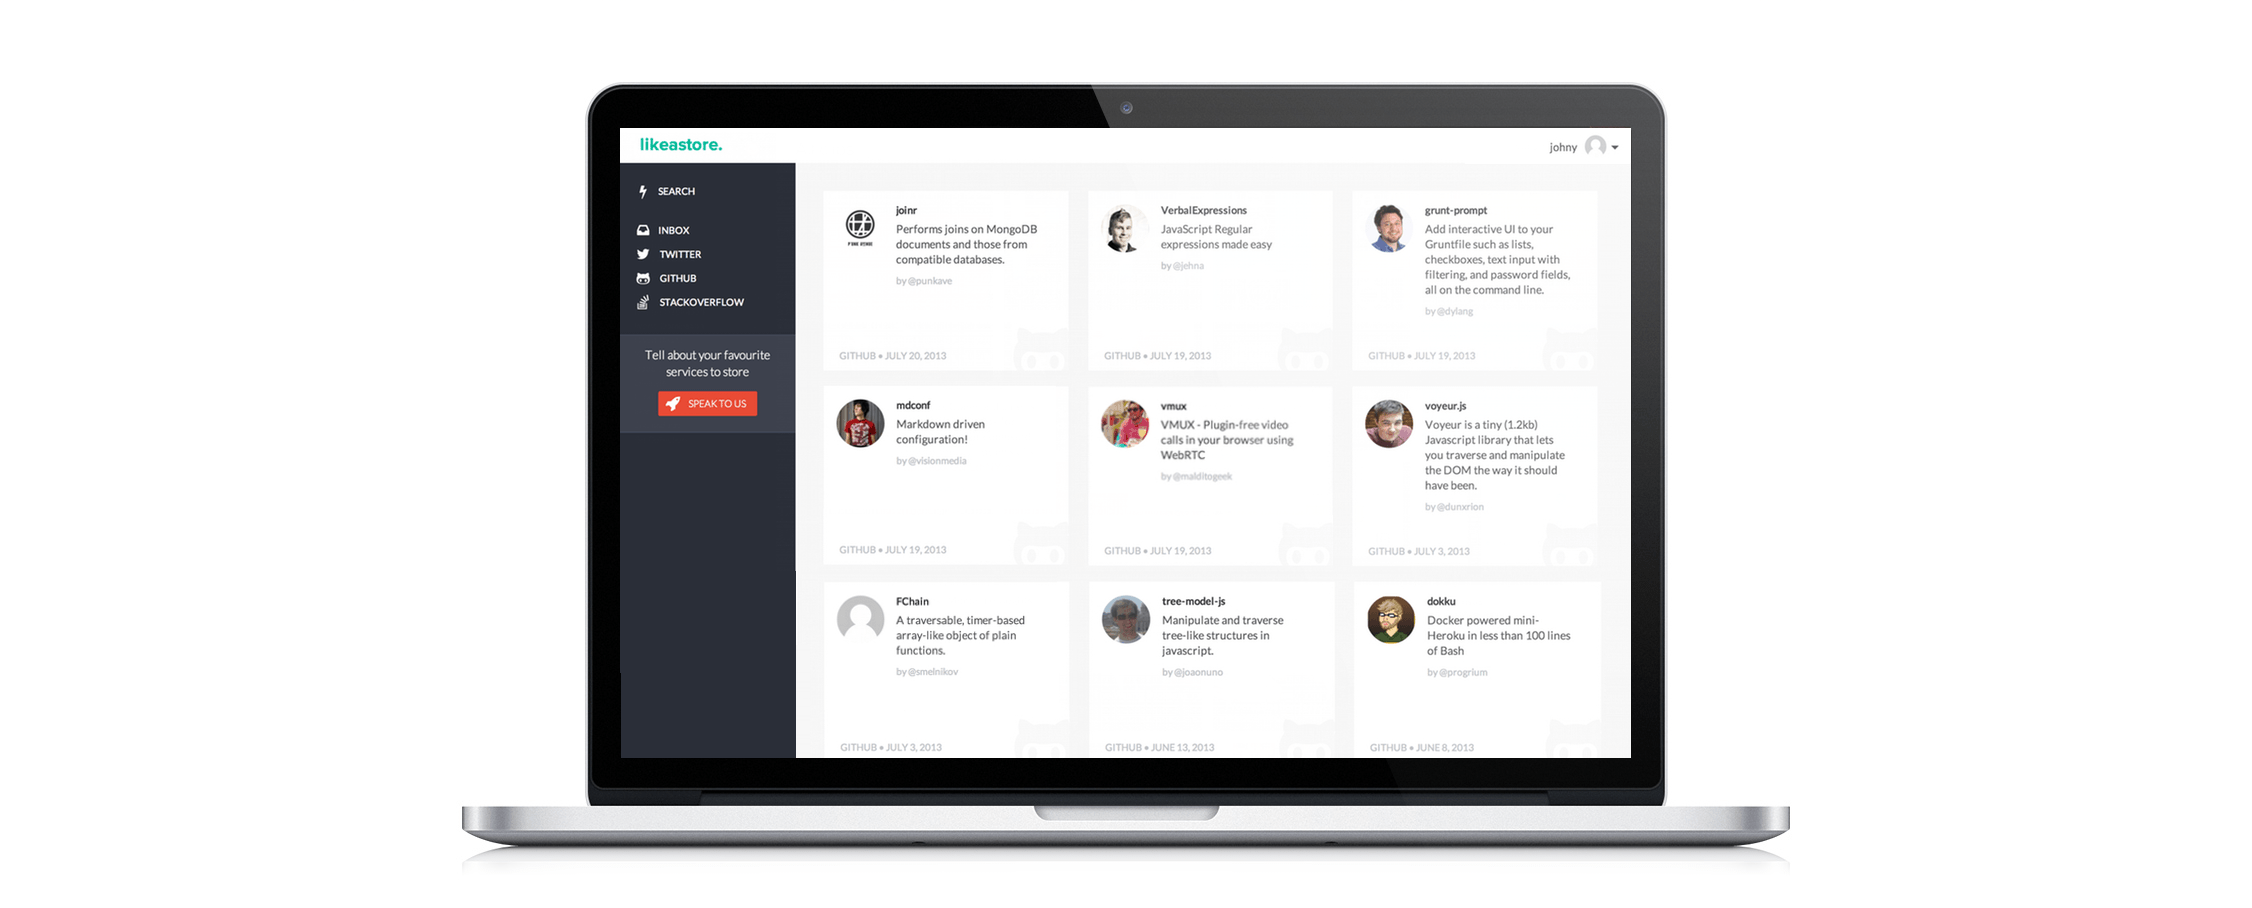 likeastore.
johny
SEARCH
INBOX
TWITTER
GITHUB
STACKOVERFLOW
Tell about your favourite
services to store
SPEAK TO US
joinr
Performs joins on MongoDB
documents and those from
compatible databases.
by @punkave
GITHUB • JULY 20, 2013
VerbalExpressions
JavaScript Regular
expressions made easy
by @jehna
GITHUB • JULY 19, 2013
grunt-prompt
Add interactive UI to your
Gruntfile such as lists,
checkboxes, text input with
filtering, and password fields,
all on the command line.
by @dylang
GITHUB • JULY 19, 2013
mdconf
Markdown driven
configuration!
by @visionmedia
GITHUB • JULY 19, 2013
vmux
VMUX - Plugin-free video
calls in your browser using
WebRTC
by @malditogeek
GITHUB • JULY 19, 2013
voyeur.js
Voyeur is a tiny (1.2kb)
Javascript library that lets
you traverse and manipulate
the DOM the way it should
have been.
by @dunxrion
GITHUB • JULY 3, 2013
FChain
A traversable, timer-based
array-like object of plain
functions.
by @smelnikov
GITHUB • JULY 3, 2013
tree-model-js
Manipulate and traverse
tree-like structures in
javascript.
by @joaonuno
GITHUB • JUNE 13, 2013
dokku
Docker powered mini-
Heroku in less than 100 lines
of Bash
by @progrium
GITHUB • JUNE 8, 2013